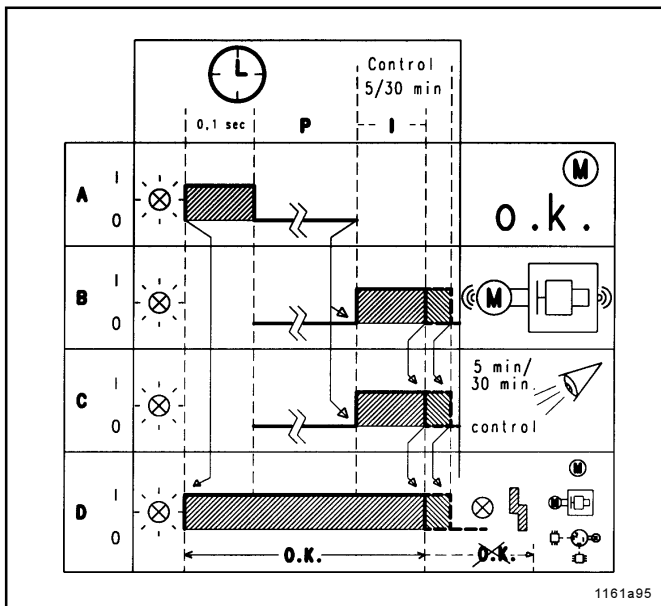 Control
5/30 min
0,1 sec P I
A I 0 M
o.k.
B I 0 M
C I 0 5 min/
30 min.
control
D I 0 M
M
O.K. O.K.
1161a95